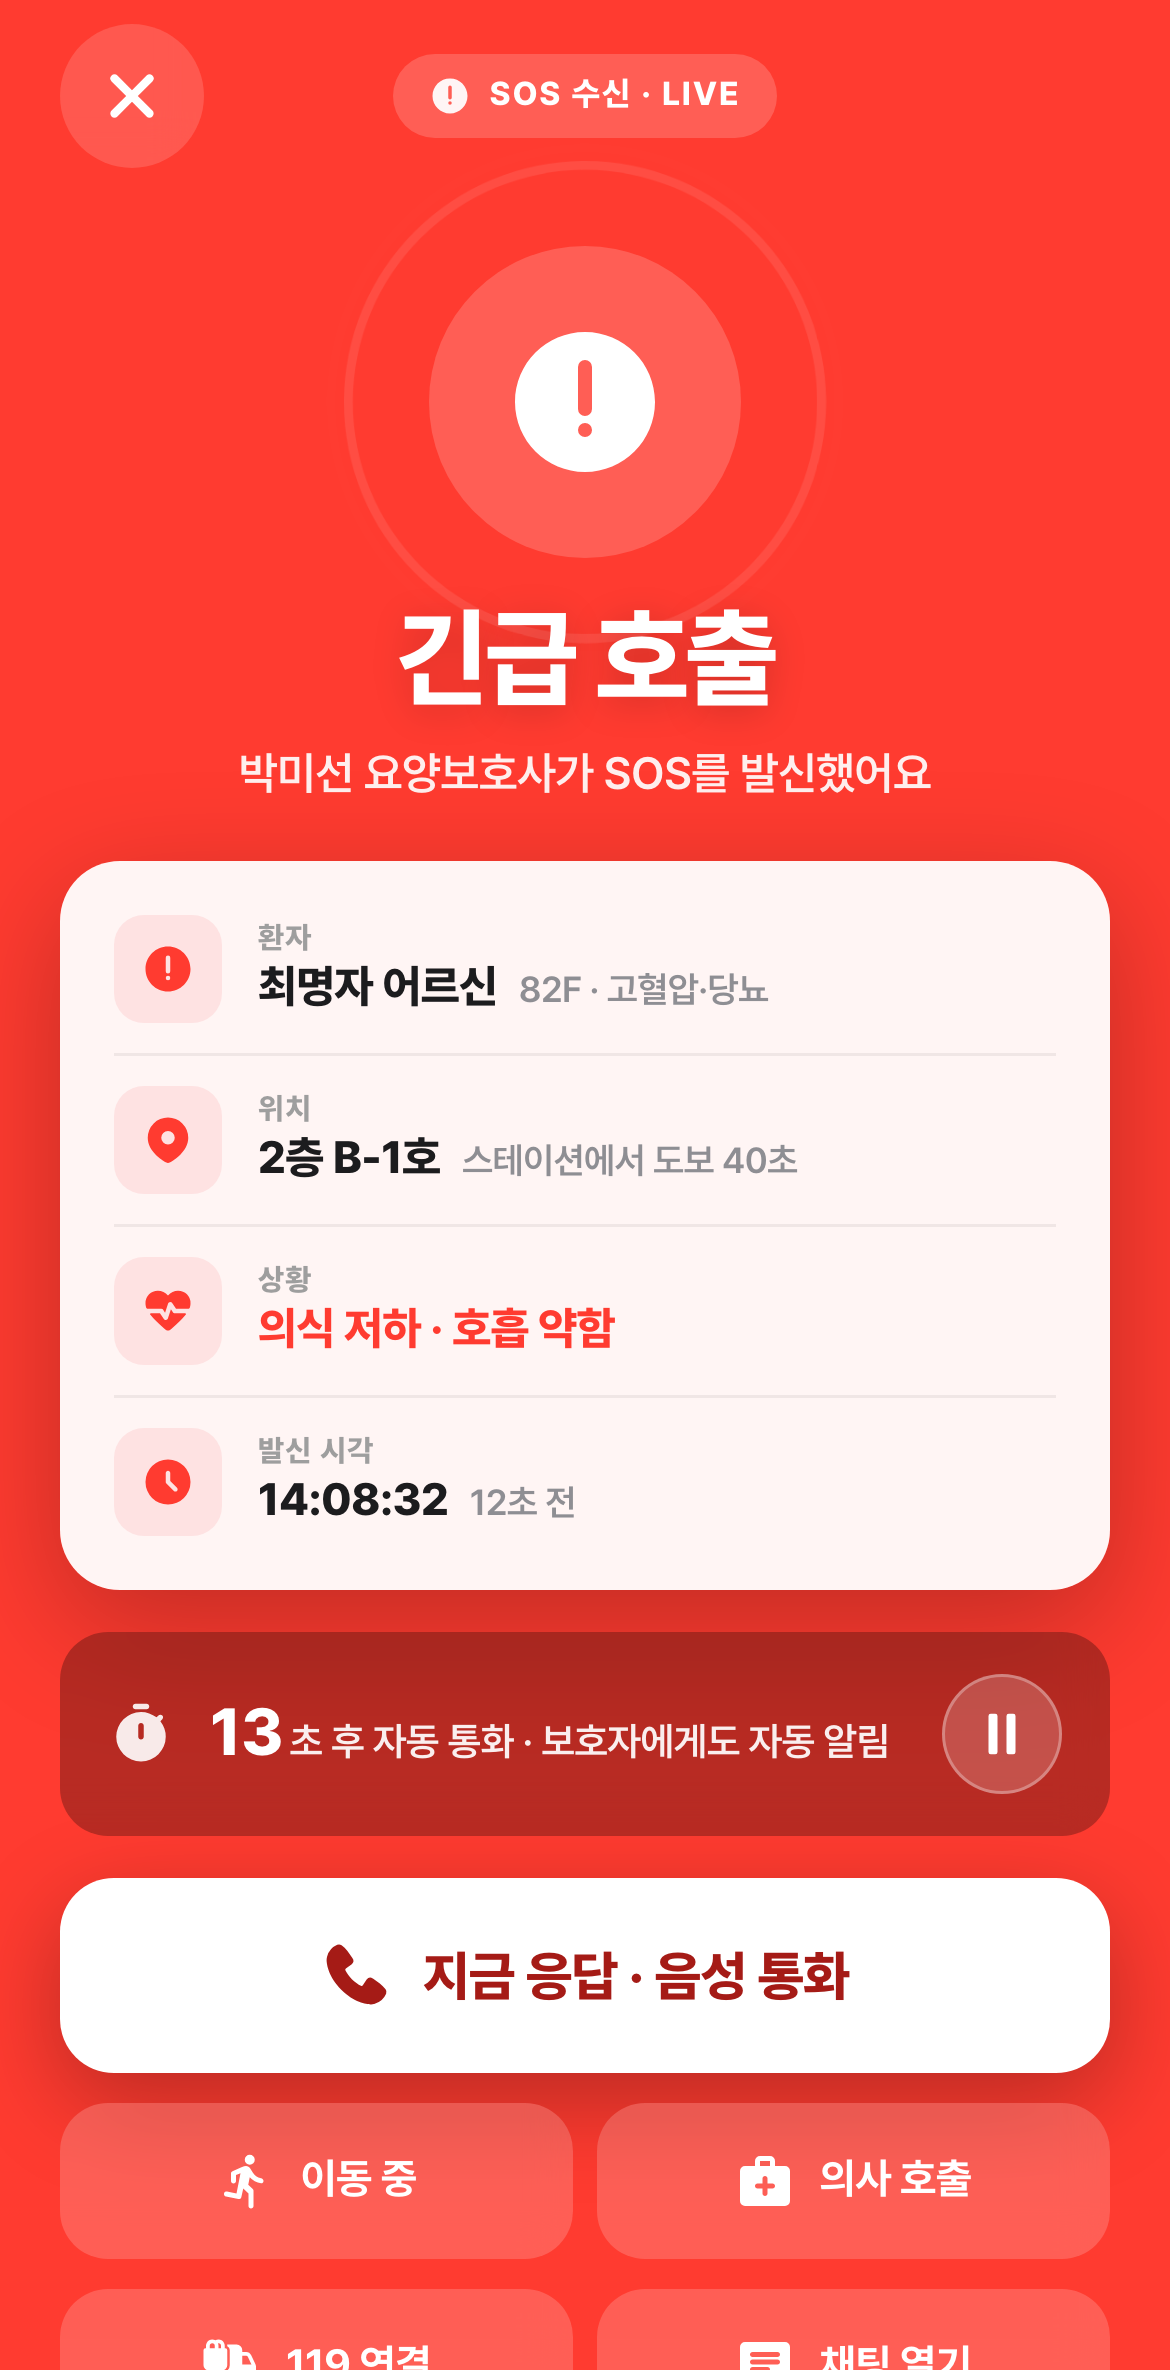 SOS 수신 · LIVE
긴급 호출
박미선 요양보호사가 SOS를 발신했어요
환자
최명자 어르신 82F · 고혈압·당뇨
위치
2층 B-1호 스테이션에서 도보 40초
상황
의식 저하 · 호흡 약함
발신 시각
14:08:32 12초 전
13 초 후 자동 통화 · 보호자에게도 자동 알림
지금 응답 · 음성 통화
이동 중
의사 호출
119 연결
채팅 열기